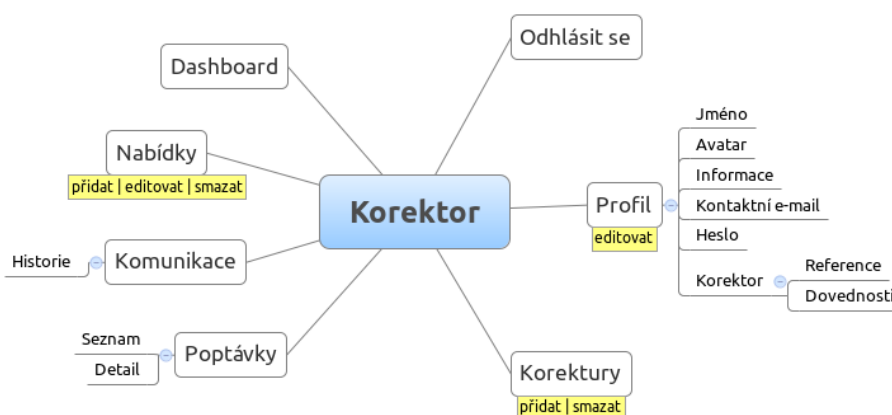 Odhlásit se
Dashboard
Jméno
Avatar
Nabídky
přidat | editovat | smazat
Informace
Korektor
Profil
editovat
Kontaktní e-mail
Heslo
Historie
Komunikace
Korektor
Reference
Dovednosti
Seznam
Detail
Poptávky
Korektury
přidat | smazat